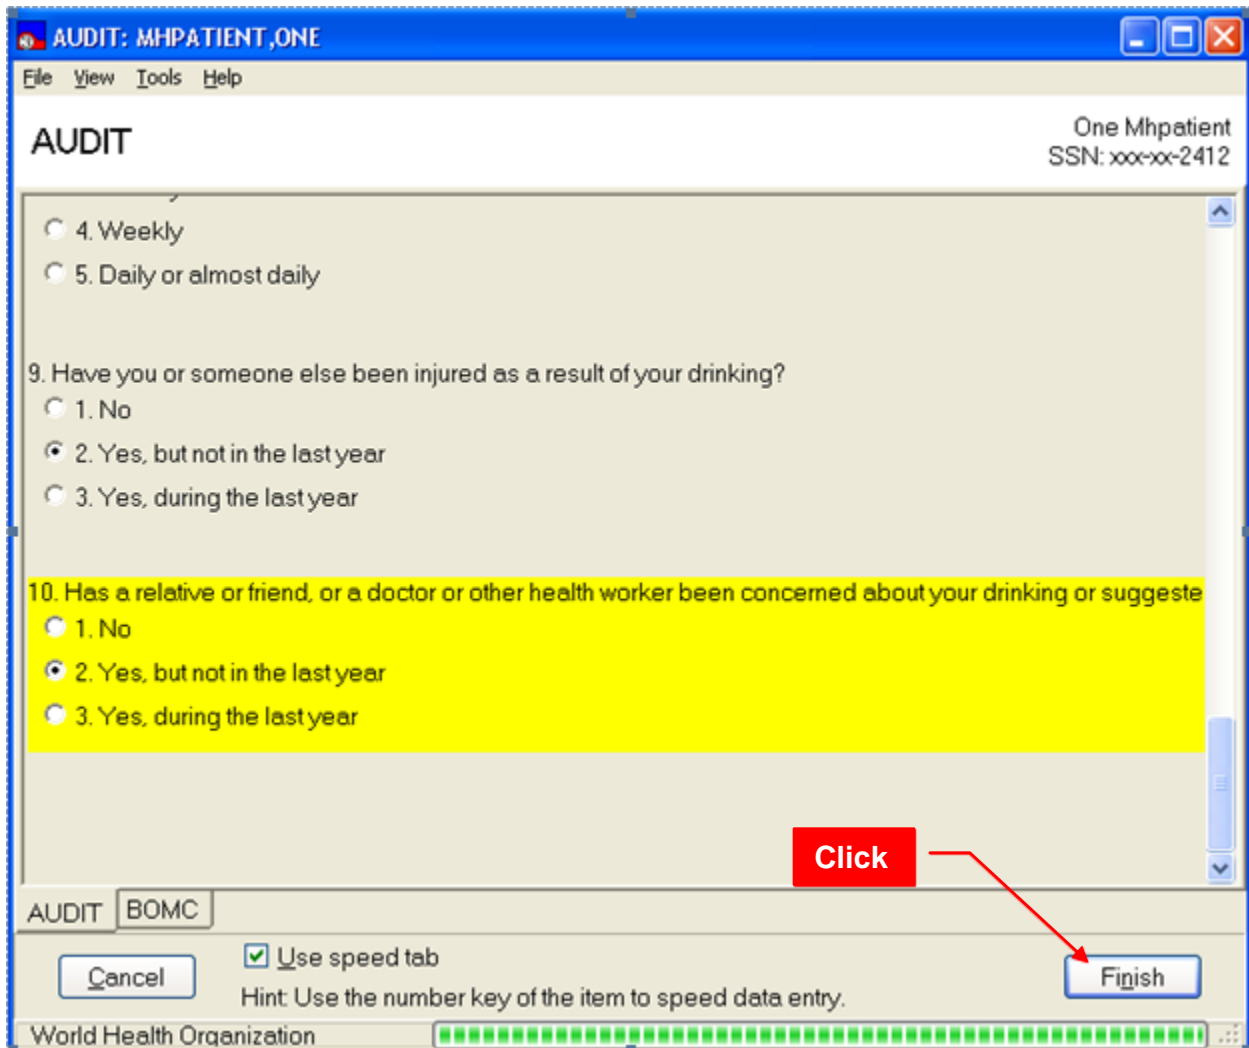 AUDIT: MHPATIENT,ONE
File View Tools Help
AUDIT
One Mhpatient
SSN: xxx-xx-2412
4. Weekly
5. Daily or almost daily
9. Have you or someone else been injured as a result of your drinking?
1. No
2. Yes, but not in the last year
3. Yes, during the last year
10. Has a relative or friend, or a doctor or other health worker been concerned about your drinking or suggeste
1. No
2. Yes, but not in the last year
3. Yes, during the last year
Click
AUDIT BOMC
Cancel
Use speed tab
Hint: Use the number key of the item to speed data entry.
Finish
World Health Organization